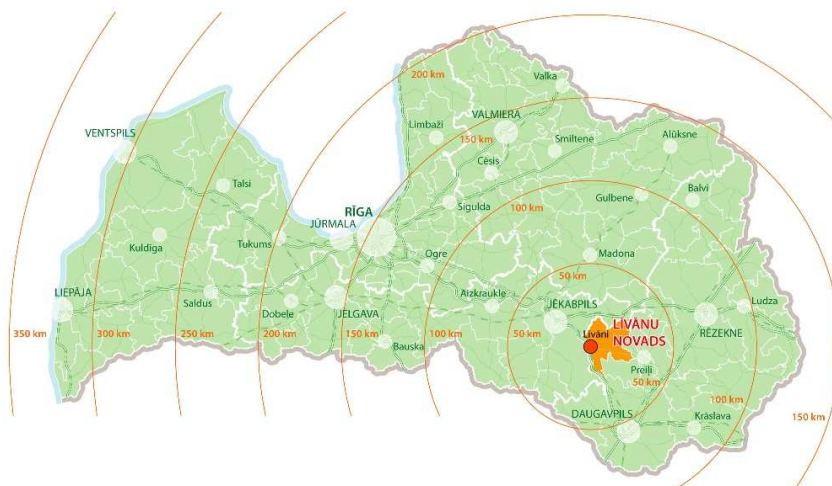 200 km
Valka
VENTSPILS
VALMIERA
Limbaži
150 km
Smiltene
Alūksne
Cēsis
Talsi
Gulbene
Balvi
RĪGA
Sigulda
100 km
JŪRMALA
Kuldīga
Tukums
Ogre
Madona
50 km
LIEPĀJA
Saldus
Dobele
JELGAVA
Aizkraukle
JĒKABPILS
Ludza
RĒZEKNE
350 km
300 km
250 km
200 km
150 km
100 km
50 km
Līvāni
LĪVĀNU
NOVADS
Bauska
Preiļi
50 km
100 km
150 km
DAUGAVPILS
Krāslava